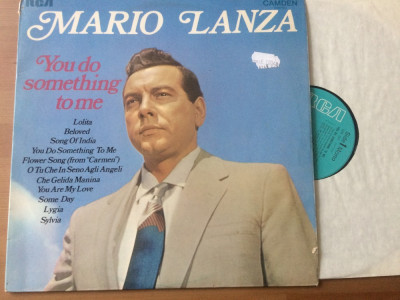 RCA
CAMDEN
MARIO LANZA
You do
something
to me
Lolita
Beloved
Song Of India
You Do Something To Me
Flower Song (from "Carmen")
O Tu Che In Seno Agli Angeli
Che Gelida Manina
You Are My Love
Some Day
Lygia
Sylvia
RCA